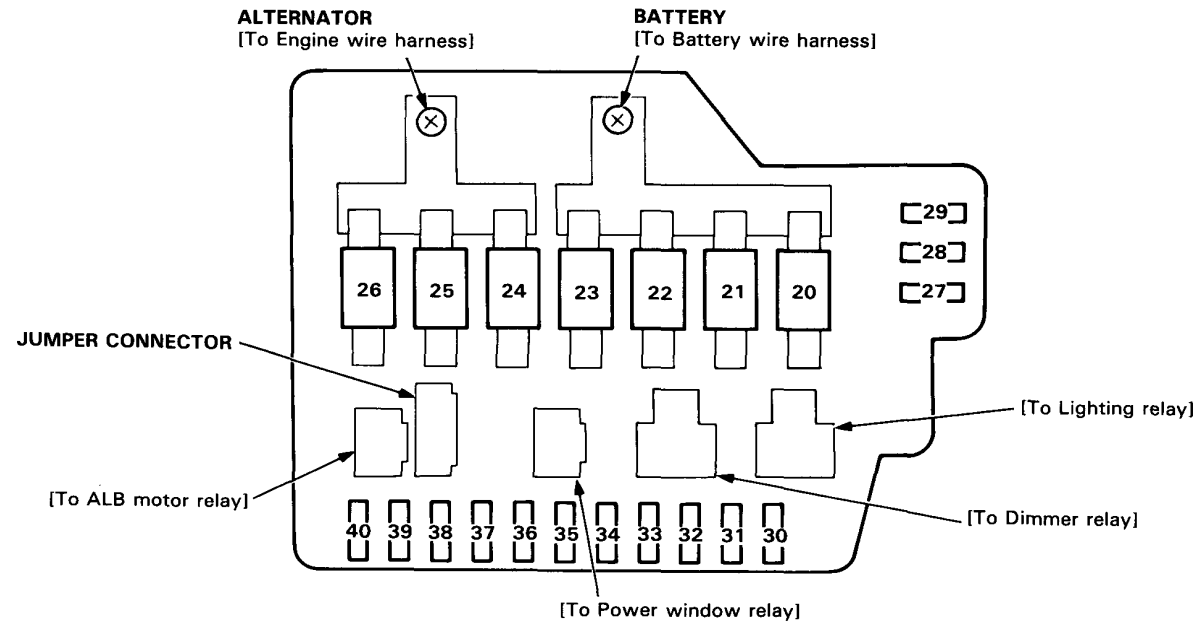 ALTERNATOR
[To Engine wire harness]
BATTERY
[To Battery wire harness]
29
28
27
26 25 24 23 22 21 20
JUMPER CONNECTOR
[To Lighting relay]
[To ALB motor relay]
[To Dimmer relay]
40 39 38 37 36 35 34 33 32 31 30
[To Power window relay]